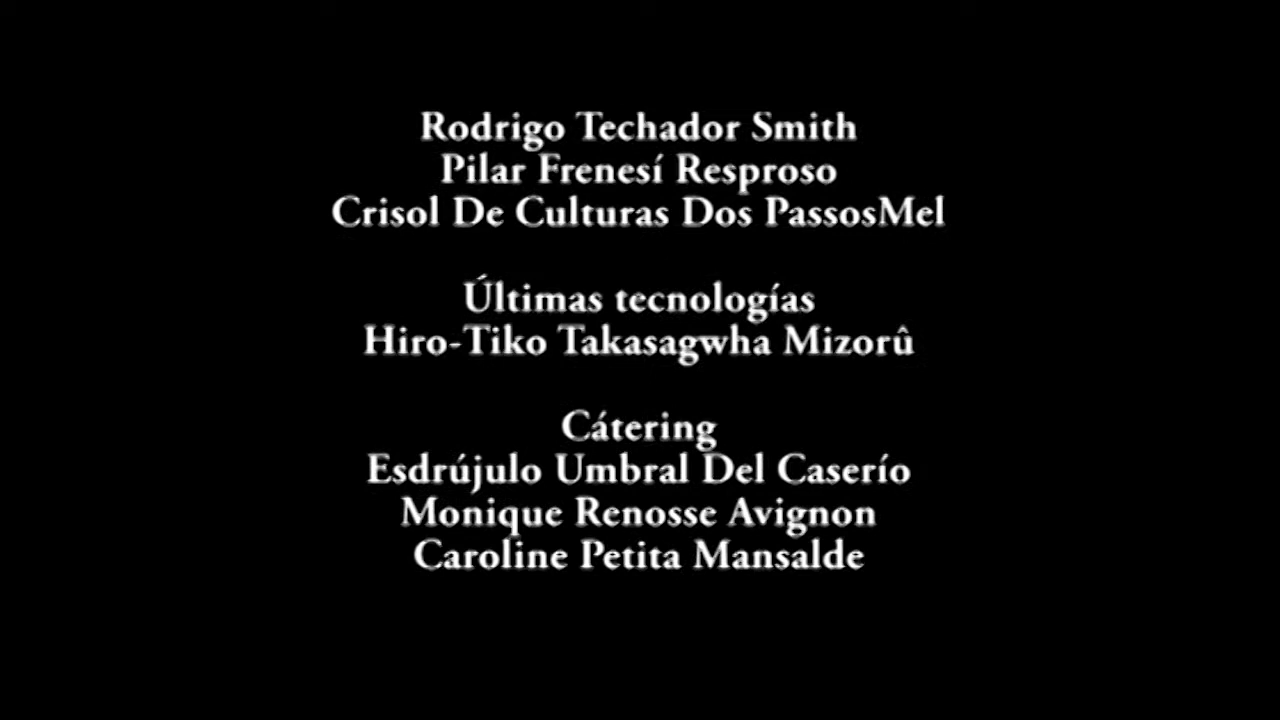 Rodrigo Techador Smith
Pilar Frenesí Resproso
Crisol De Culturas Dos PassosMel
Últimas tecnologías
Hiro-Tiko Takasagwha Mizorû
Cátering
Esdrújulo Umbral Del Caserío
Monique Renosse Avignon
Caroline Petita Mansalde